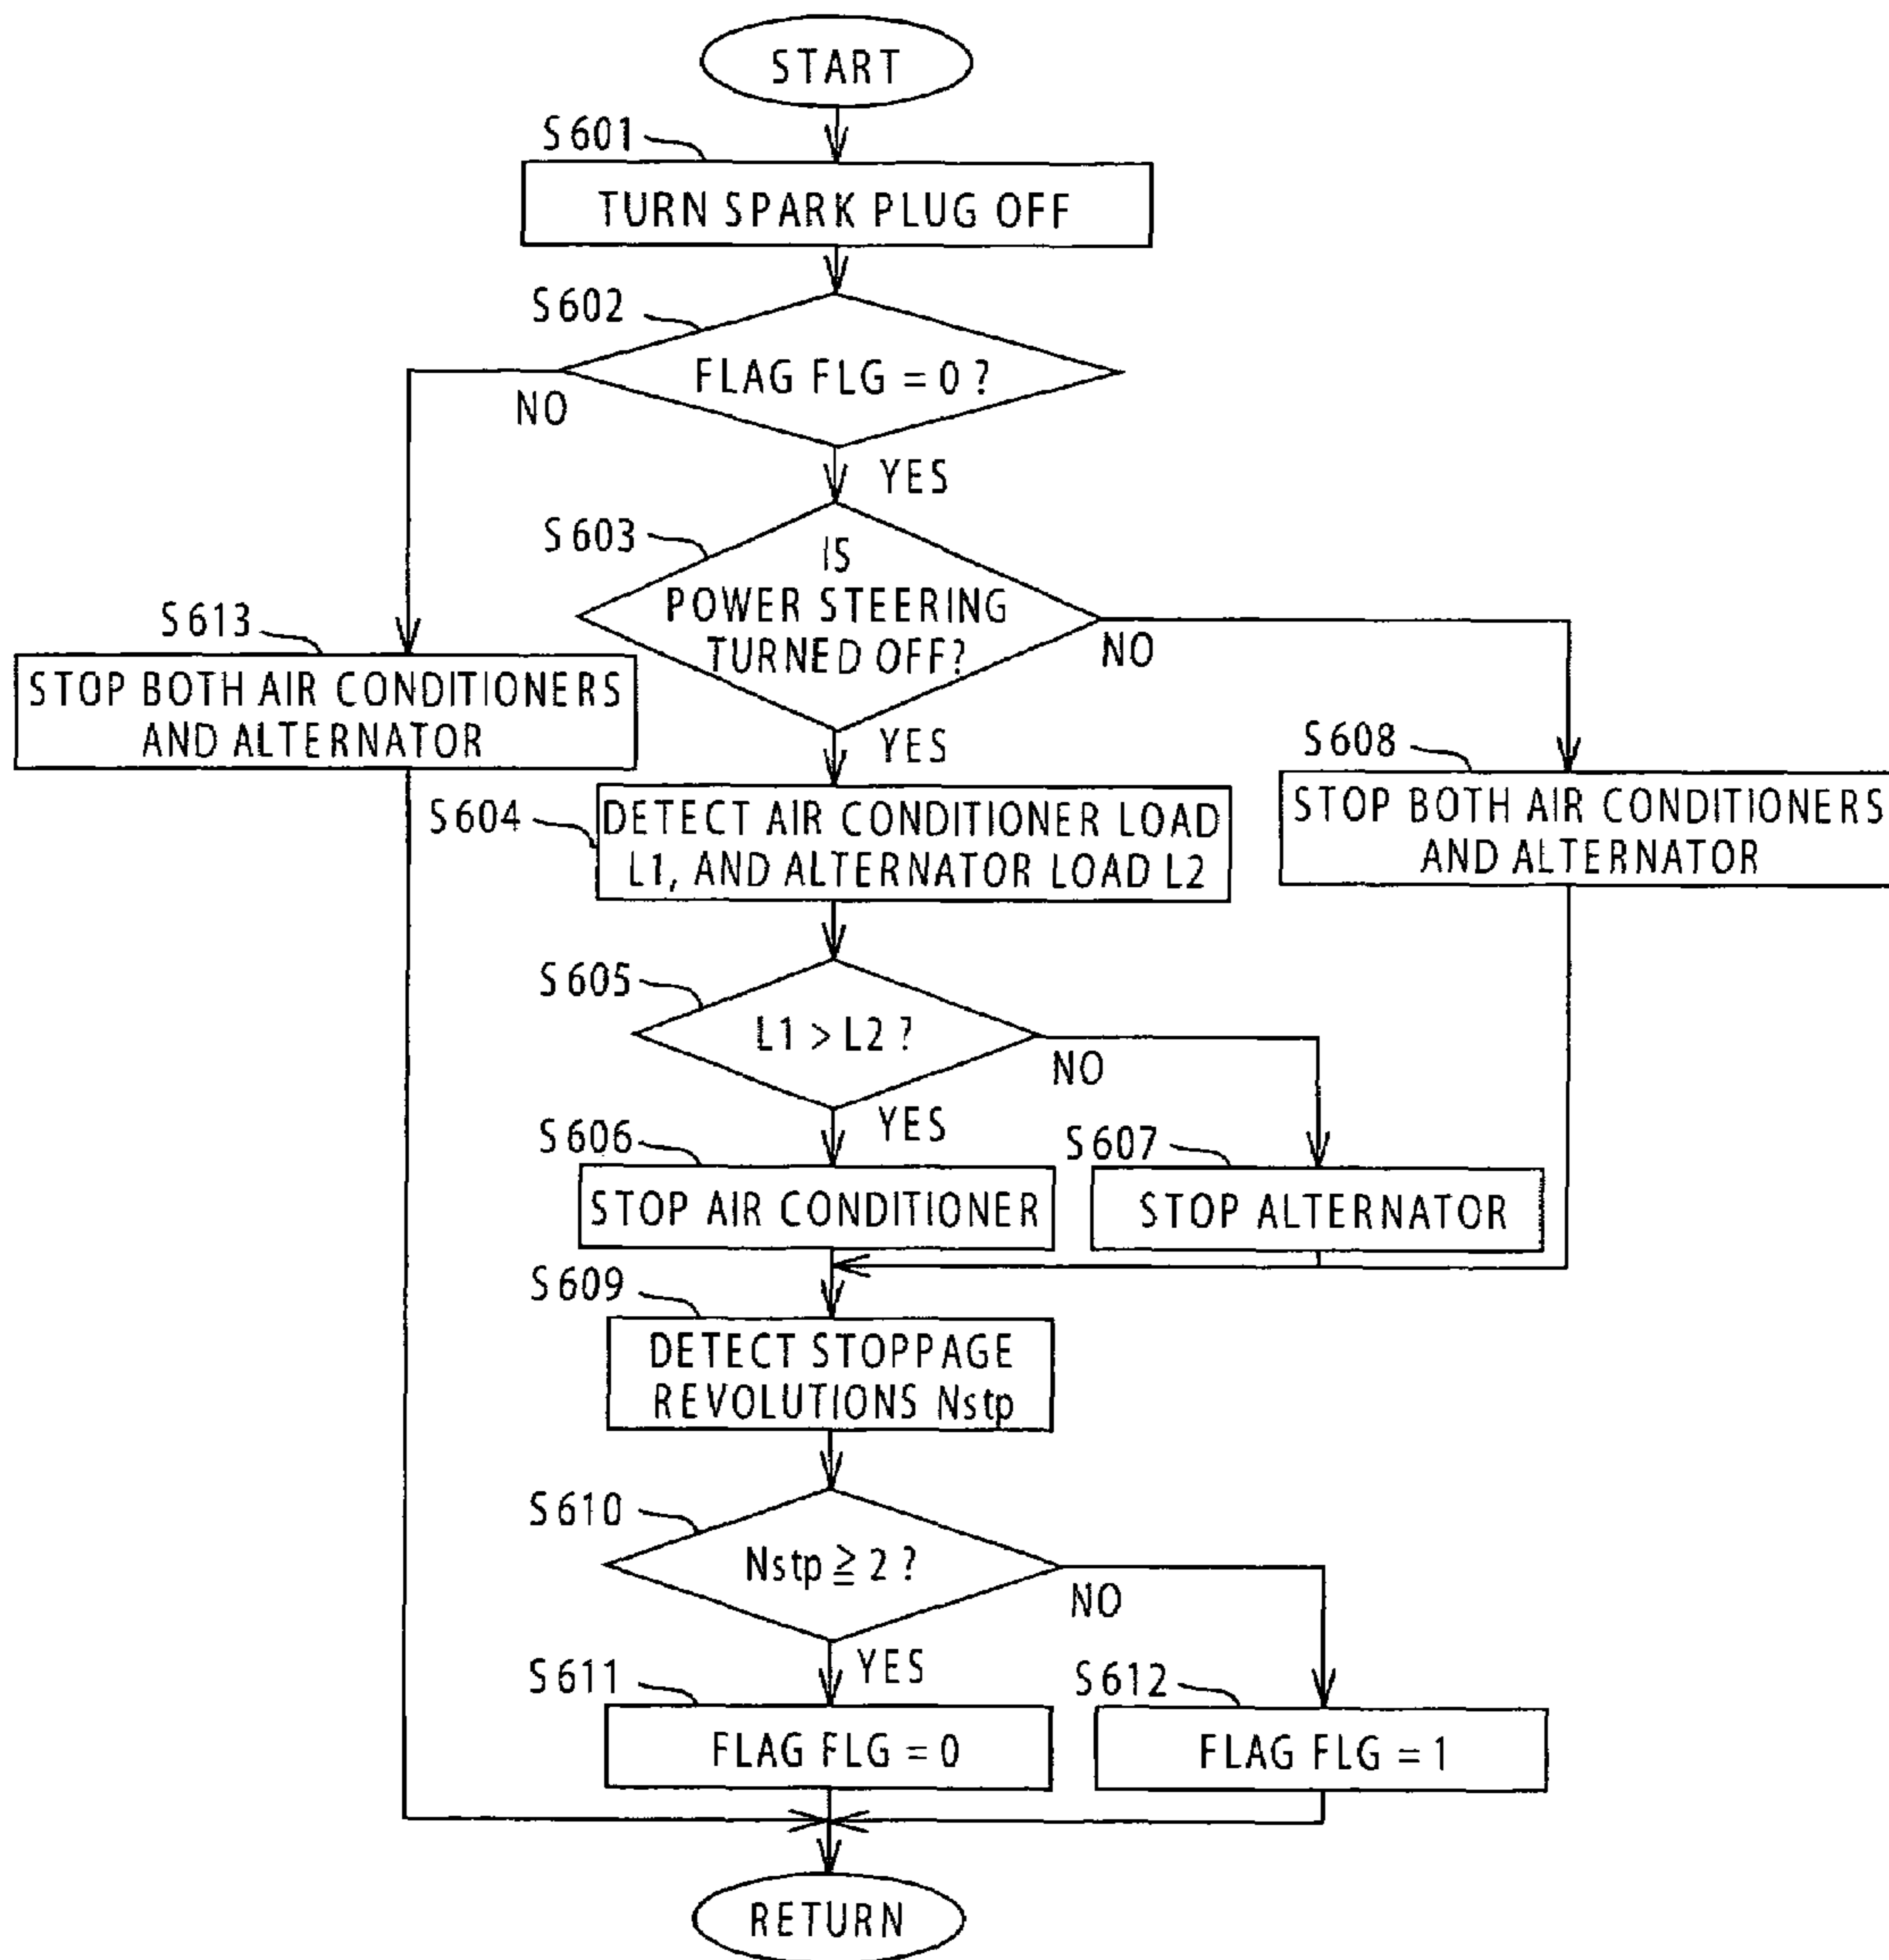 START
S601
TURN SPARK PLUG OFF
S602
FLAG FLG = 0 ?
NO
YES
S603
IS
POWER STEERING
TURNED OFF?
NO
YES
S613
STOP BOTH AIR CONDITIONERS
AND ALTERNATOR
S608
STOP BOTH AIR CONDITIONERS
AND ALTERNATOR
S604
DETECT AIR CONDITIONER LOAD
L1, AND ALTERNATOR LOAD L2
S605
L1 > L2 ?
NO
YES
S606
STOP AIR CONDITIONER
S607
STOP ALTERNATOR
S609
DETECT STOPPAGE
REVOLUTIONS Nstp
S610
Nstp ≧ 2 ?
NO
YES
S611
FLAG FLG = 0
S612
FLAG FLG = 1
RETURN